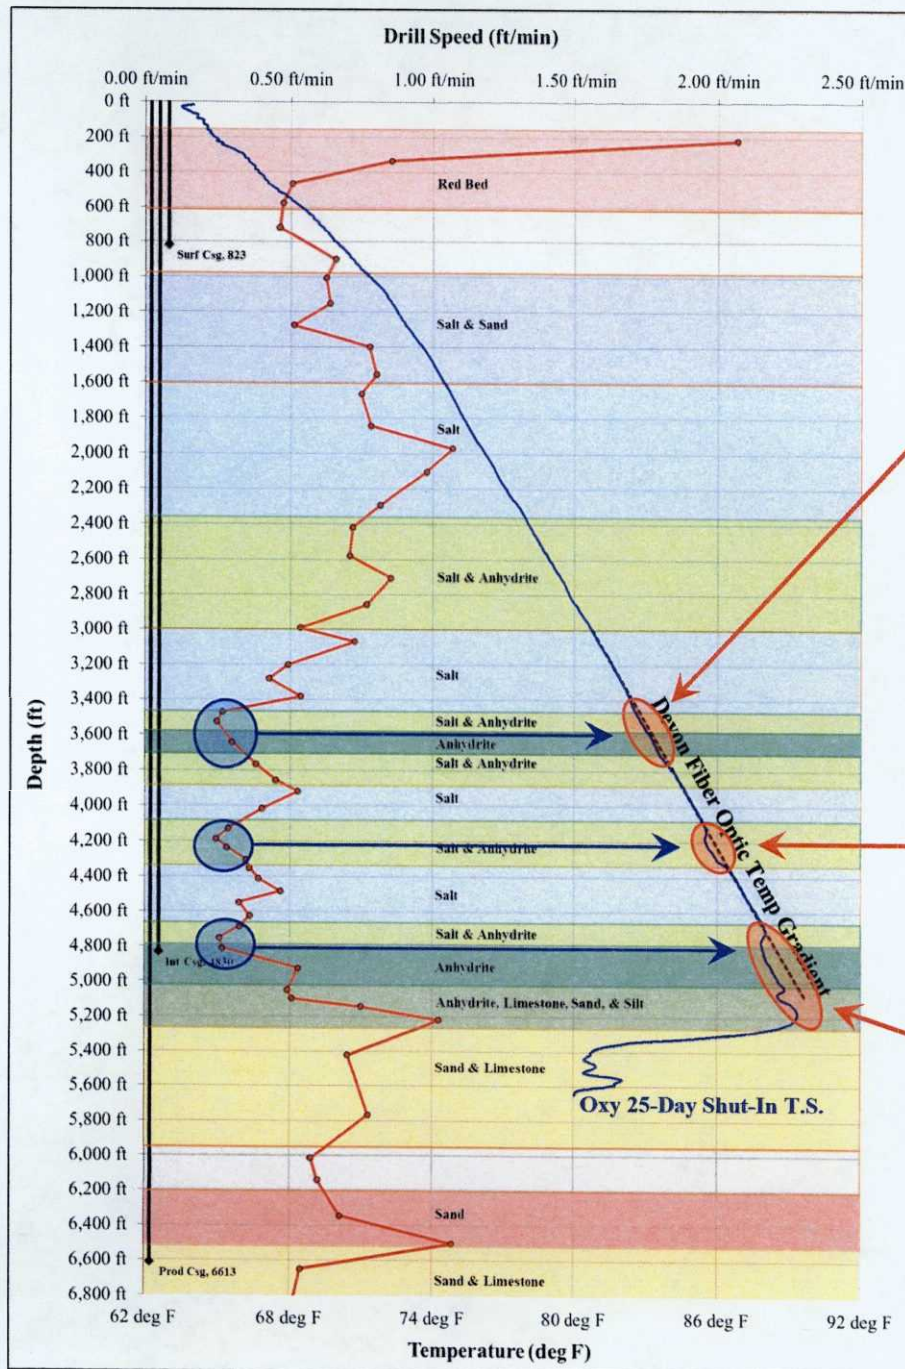 Drill Speed (ft/min)
0.00 ft/min 0.50 ft/min 1.00 ft/min 1.50 ft/min 2.00 ft/min 2.50 ft/min
0 ft
200 ft
400 ft
Red Bed
600 ft
800 ft
Surf Csg, 823
1,000 ft
1,200 ft
Salt & Sand
1,400 ft
1,600 ft
1,800 ft
Salt
2,000 ft
2,200 ft
2,400 ft
2,600 ft
Salt & Anhydrite
2,800 ft
3,000 ft
3,200 ft
Salt
3,400 ft
Salt & Anhydrite
3,600 ft
Anhydrite
Salt & Anhydrite
3,800 ft
Salt
4,000 ft
4,200 ft
Salt & Anhydrite
4,400 ft
Salt
4,600 ft
Salt & Anhydrite
4,800 ft
Int Csg, 4830
Anhydrite
5,000 ft
Anhydrite, Limestone, Sand, & Silt
5,200 ft
5,400 ft
Sand & Limestone
5,600 ft
5,800 ft
6,000 ft
6,200 ft
Sand
6,400 ft
6,600 ft
Prod Csg, 6613
Sand & Limestone
6,800 ft
Depth (ft)
Devon Fiber Optic Temp Gradient
Oxy 25-Day Shut-In T.S.
62 deg F 68 deg F 74 deg F 80 deg F 86 deg F 92 deg F
Temperature (deg F)